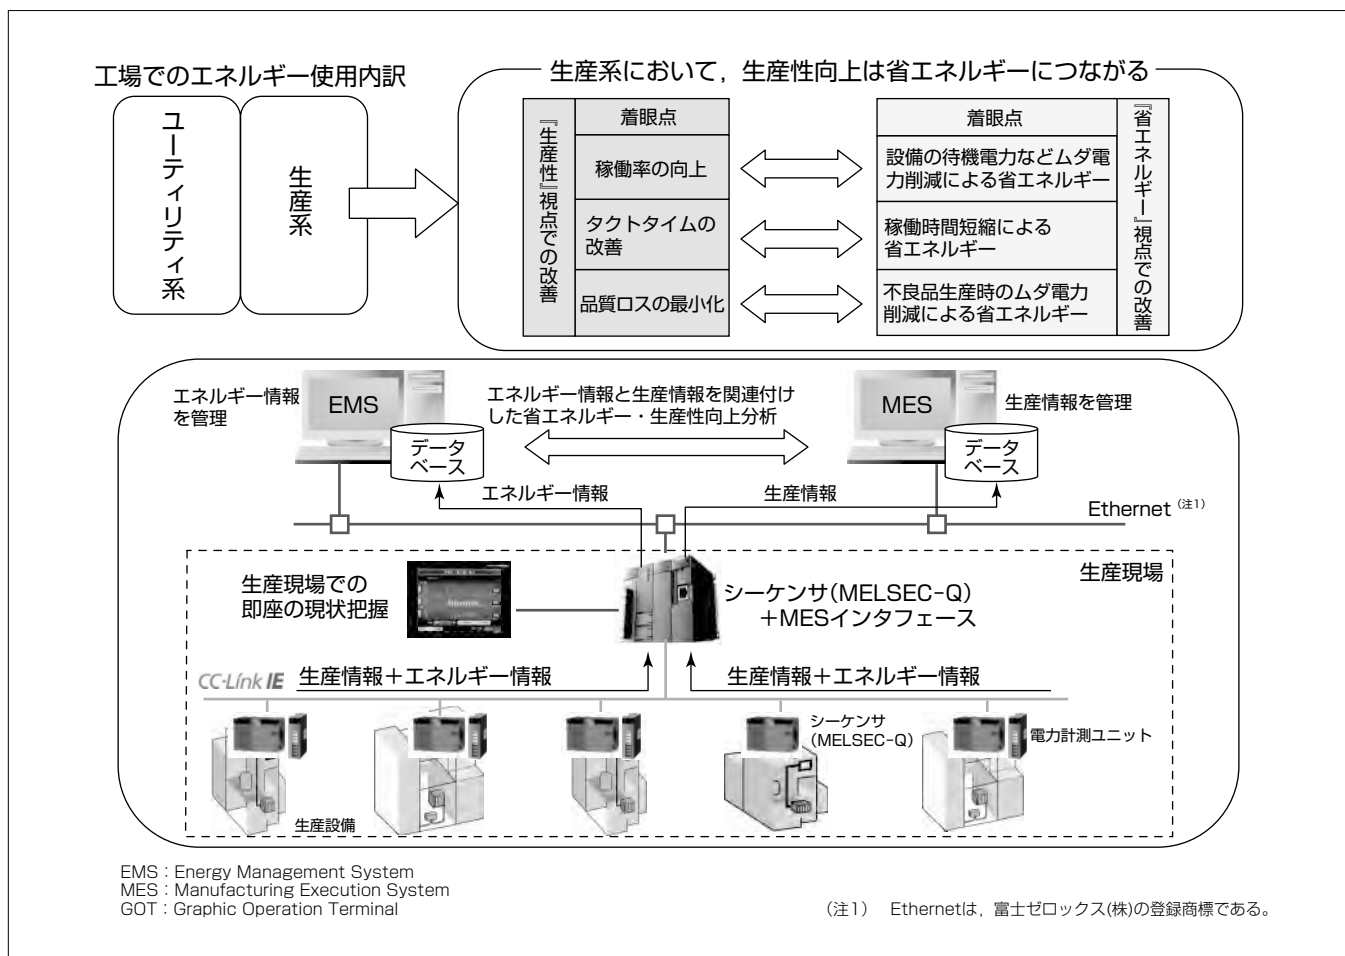 工場でのエネルギー使用内訳
ユーティリティ系
生産系
生産系において，生産性向上は省エネルギーにつながる
『生産性』視点での改善
着眼点
稼働率の向上
タクトタイムの
改善
品質ロスの最小化
着眼点
設備の待機電力などムダ電
力削減による省エネルギー
稼働時間短縮による
省エネルギー
不良品生産時のムダ電力
削減による省エネルギー
『省エネルギー』視点での改善
エネルギー情報
を管理
EMS
データ
ベース
エネルギー情報と生産情報を関連付け
した省エネルギー・生産性向上分析
MES
データ
ベース
生産情報を管理
エネルギー情報
生産情報
Ethernet（注1）
生産現場
生産現場での
即座の現状把握
シーケンサ（MELSEC-Q）
＋MESインタフェース
CC-Link IE
生産情報＋エネルギー情報
生産情報＋エネルギー情報
シーケンサ
（MELSEC-Q）
電力計測ユニット
生産設備
EMS：Energy Management System
MES：Manufacturing Execution System
GOT：Graphic Operation Terminal
（注1）　Ethernetは，富士ゼロックス(株)の登録商標である。